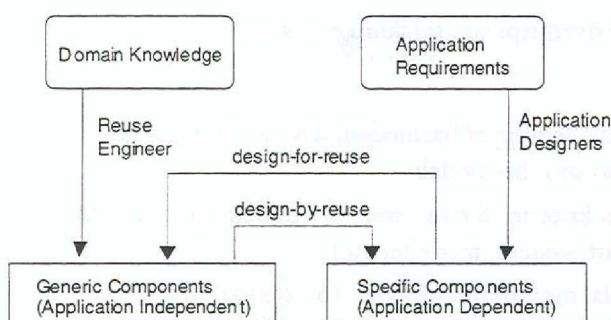 Domain Knowledge
Application
Requirements
Reuse
Engineer
Application
Designers
design-for-reuse
design-by-reuse
Generic Components
(Application Independent)
Specific Components
(Application Dependent)